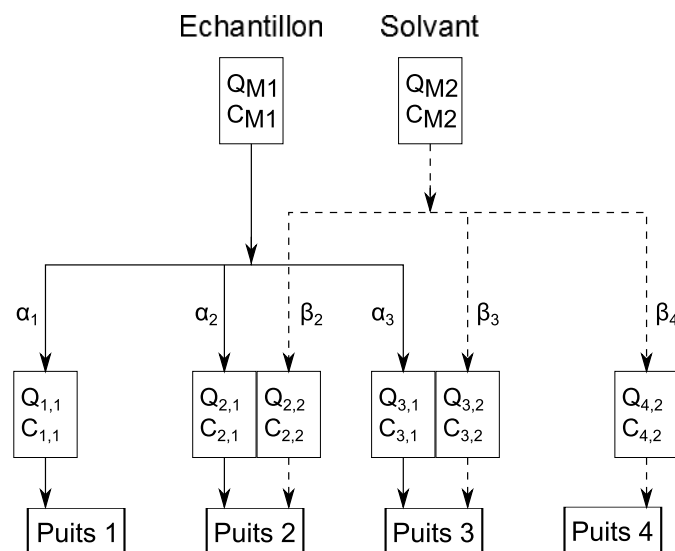 Echantillon Solvant
QM1 QM2
CM1 CM2
α1 α2 β2 α3 β3 β4
Q1,1 Q2,1 Q2,2 Q3,1 Q3,2 Q4,2
C1,1 C2,1 C2,2 C3,1 C3,2 C4,2
Puits 1 Puits 2 Puits 3 Puits 4